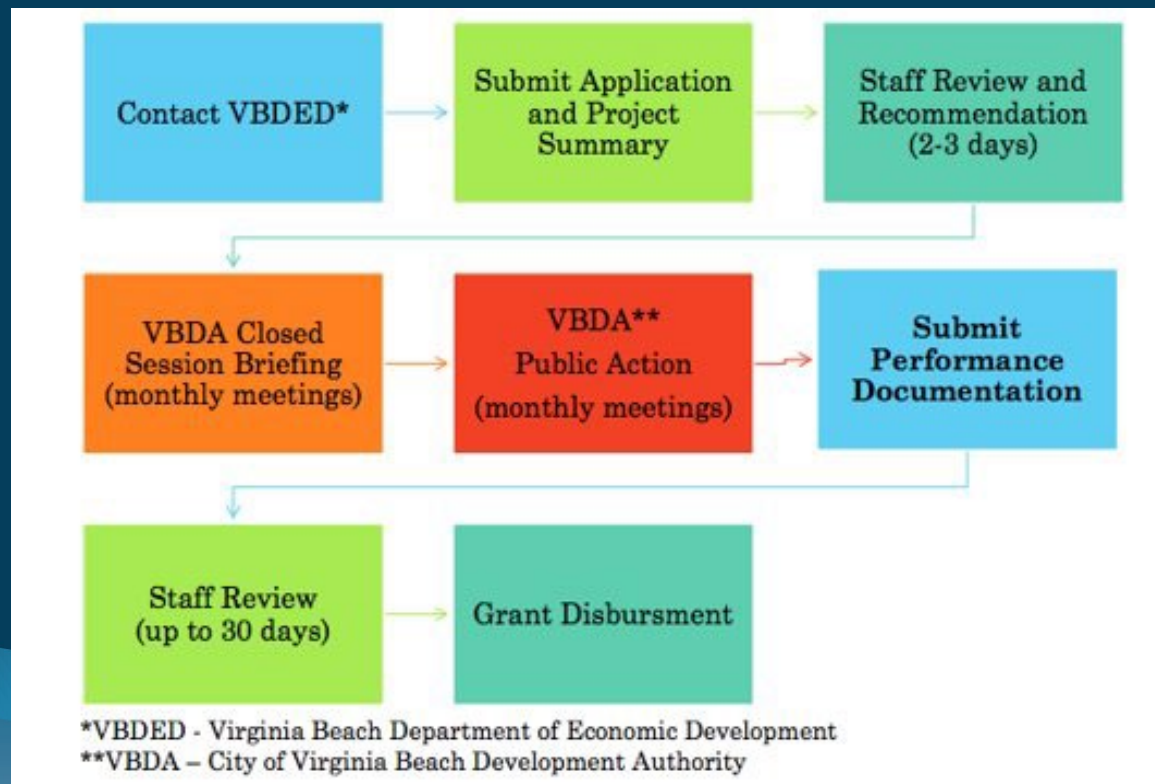 Contact VBDED*
Submit Application
and Project
Summary
Staff Review and
Recommendation
(2-3 days)
VBDA Closed
Session Briefing
(monthly meetings)
VBDA**
Public Action
(monthly meetings)
Submit
Performance
Documentation
Staff Review
(up to 30 days)
Grant Disbursment
*VBDED - Virginia Beach Department of Economic Development
**VBDA – City of Virginia Beach Development Authority